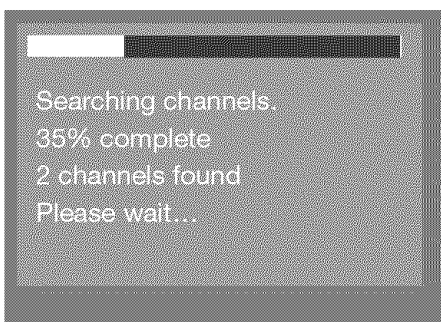 Searching channels.
35% complete
2 channels found
Please wait...